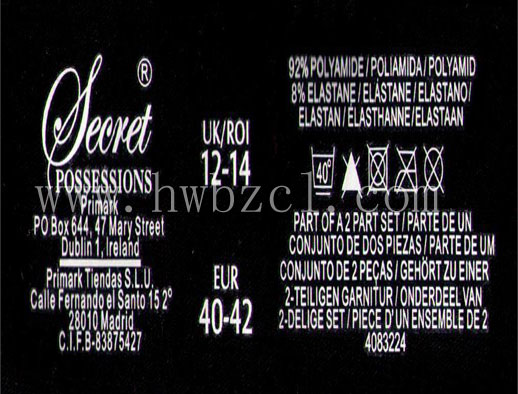 Secret®
POSSESSIONS
Primark
PO Box 644, 47 Mary Street
Dublin 1, Ireland
Primark Tiendas S.L.U.
Calle Fernando el Santo 15 2º
28010 Madrid
C.I.F.B-83875427
UK/ROI
12-14
EUR
40-42
92% POLYAMIDE / POLIAMIDA / POLYAMID
8% ELASTANE / ELASTANE / ELASTANO /
ELASTAN / ELASTHANNE / ELASTAAN
40°
PART OF A 2 PART SET / PARTE DE UN
CONJUNTO DE DOS PIEZAS / PARTE DE UM
CONJUNTO DE 2 PEÇAS / GEHÖRT ZU EINER
2-TEILIGEN GARNITUR / ONDERDEEL VAN
2-DELIGE SET / PIECE D'UN ENSEMBLE DE 2
4083224
www.hwbzcl.com